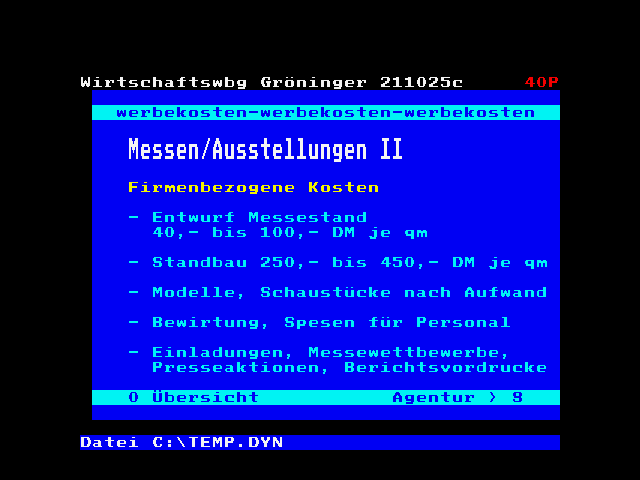 Wirtschaftswbg Gröninger 211025c 40P
werbekosten-werbekosten-werbekosten
Messen/Ausstellungen II
Firmenbezogene Kosten
- Entwurf Messestand
40,- bis 100,- DM je qm
- Standbau 250,- bis 450,- DM je qm
- Modelle, Schaustücke nach Aufwand
- Bewirtung, Spesen für Personal
- Einladungen, Messewettbewerbe,
Presseaktionen, Berichtsvordrucke
0 Übersicht Agentur > 9
Datei C:\TEMP.DYN